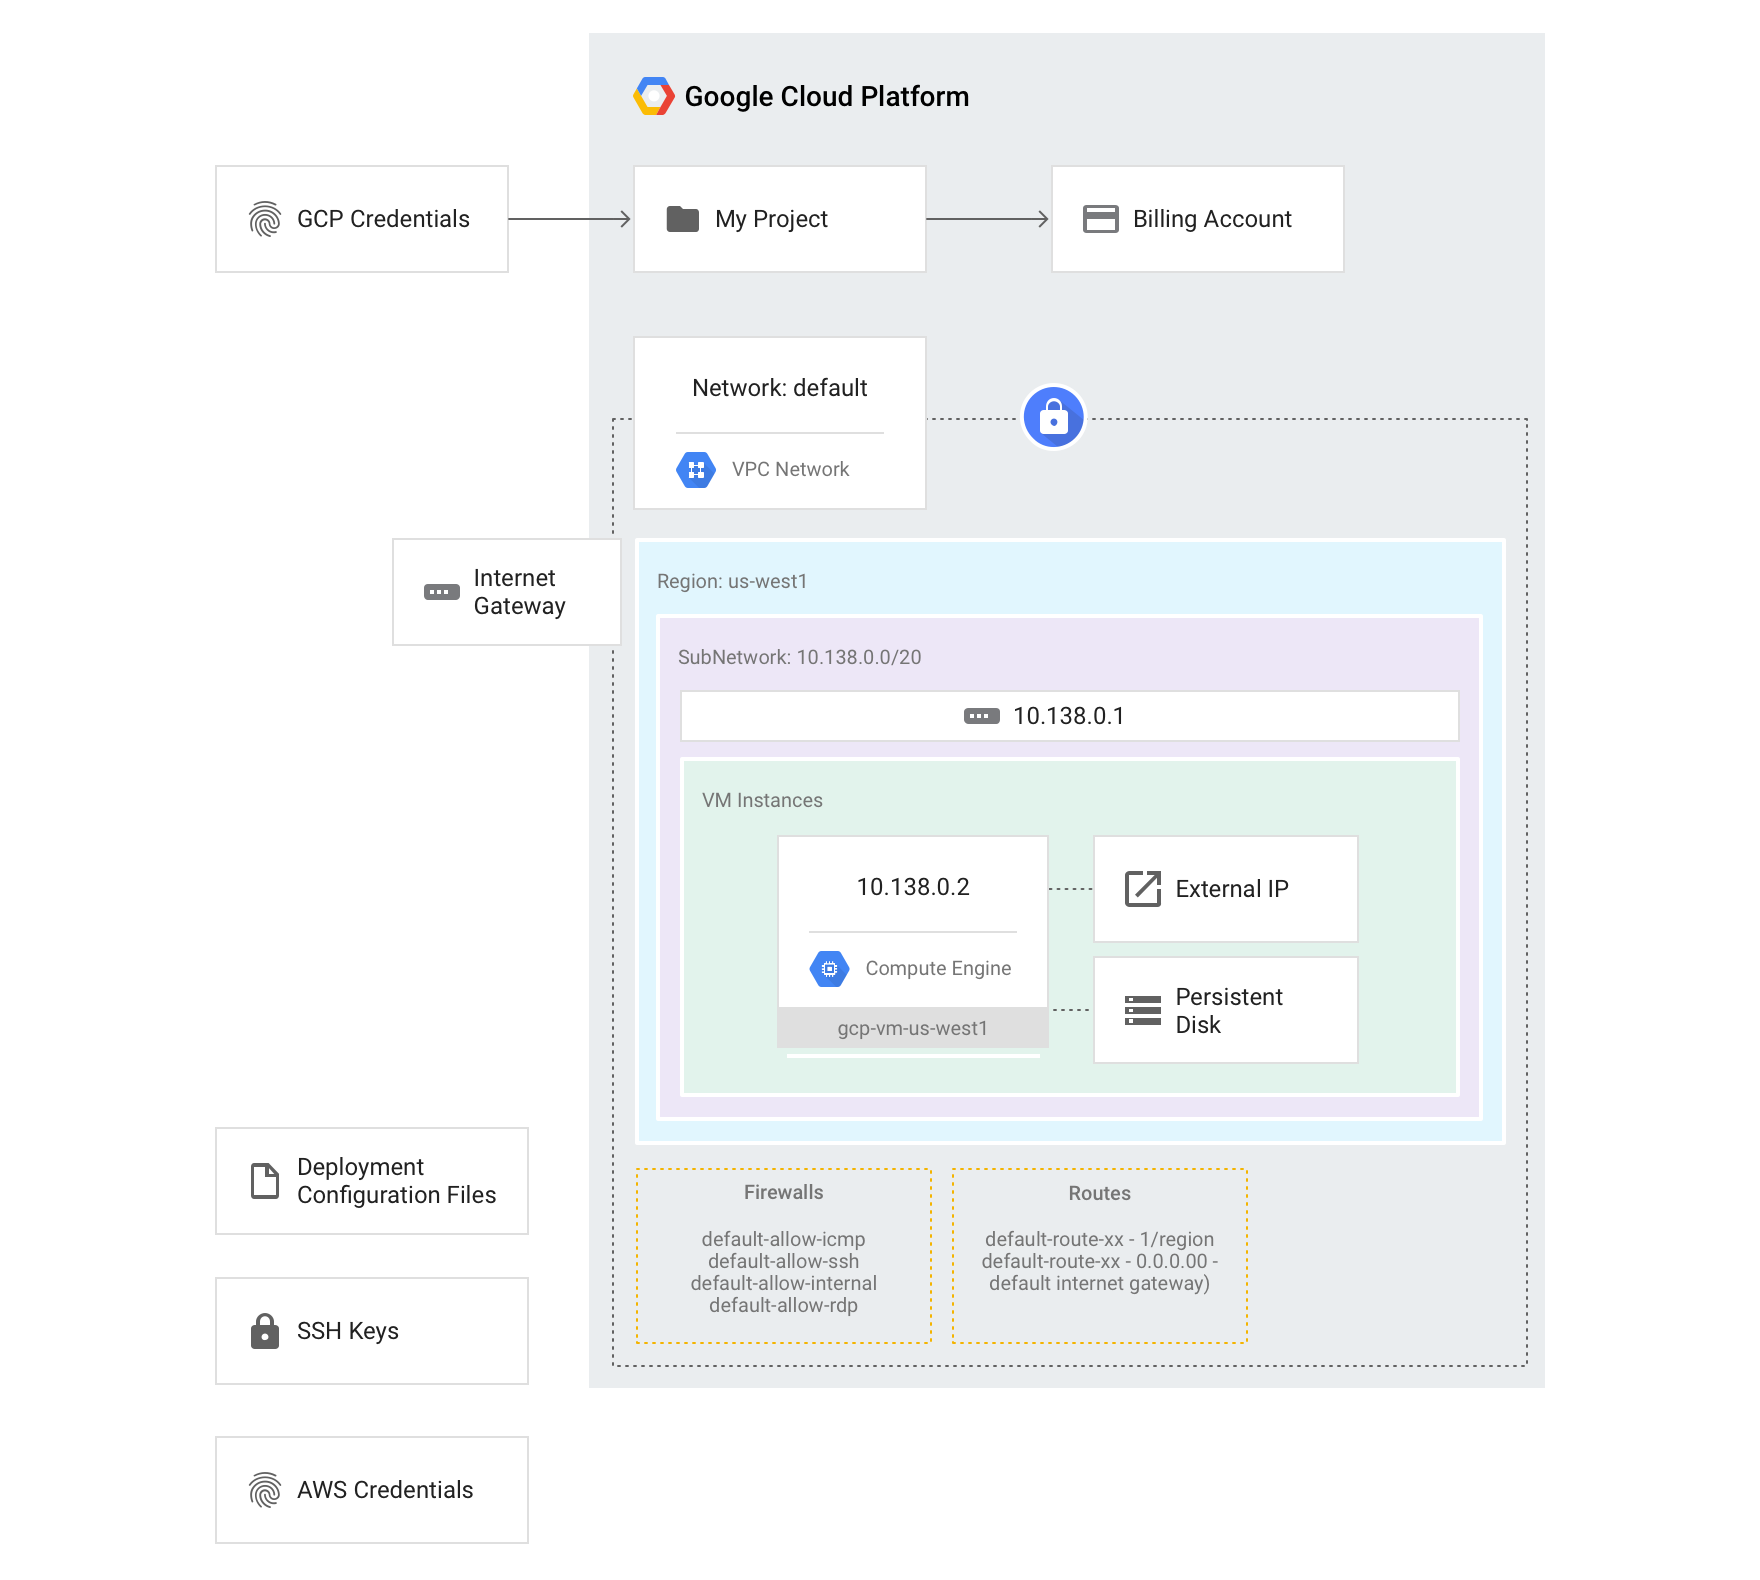 Google Cloud Platform
GCP Credentials
My Project
Billing Account
Network: default
VPC Network
Internet
Gateway
Region: us-west1
SubNetwork: 10.138.0.0/20
10.138.0.1
VM Instances
10.138.0.2
Compute Engine
gcp-vm-us-west1
External IP
Persistent
Disk
Deployment
Configuration Files
SSH Keys
AWS Credentials
Firewalls
default-allow-icmp
default-allow-ssh
default-allow-internal
default-allow-rdp
Routes
default-route-xx - 1/region
default-route-xx - 0.0.0.00 -
default internet gateway)